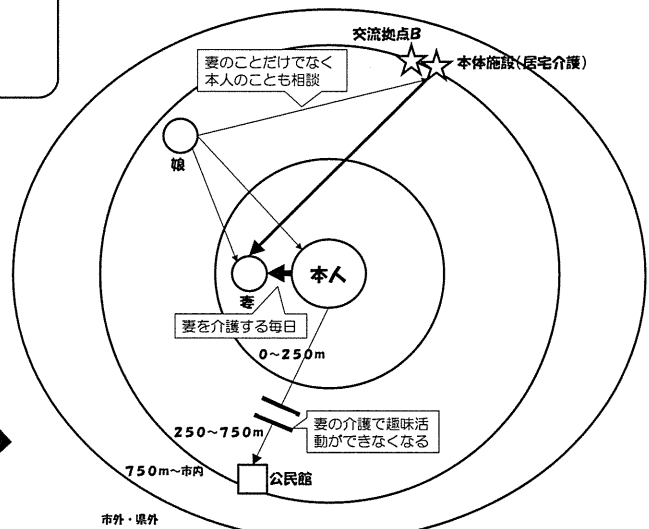 交流拠点B
本体施設(居宅介護)
妻のことだけでなく
本人のことも相談
娘
本人
妻
妻を介護する毎日
0~250m
250~750m
妻の介護で趣味活
動ができなくなる
750m~市内
公民館
市外・県外